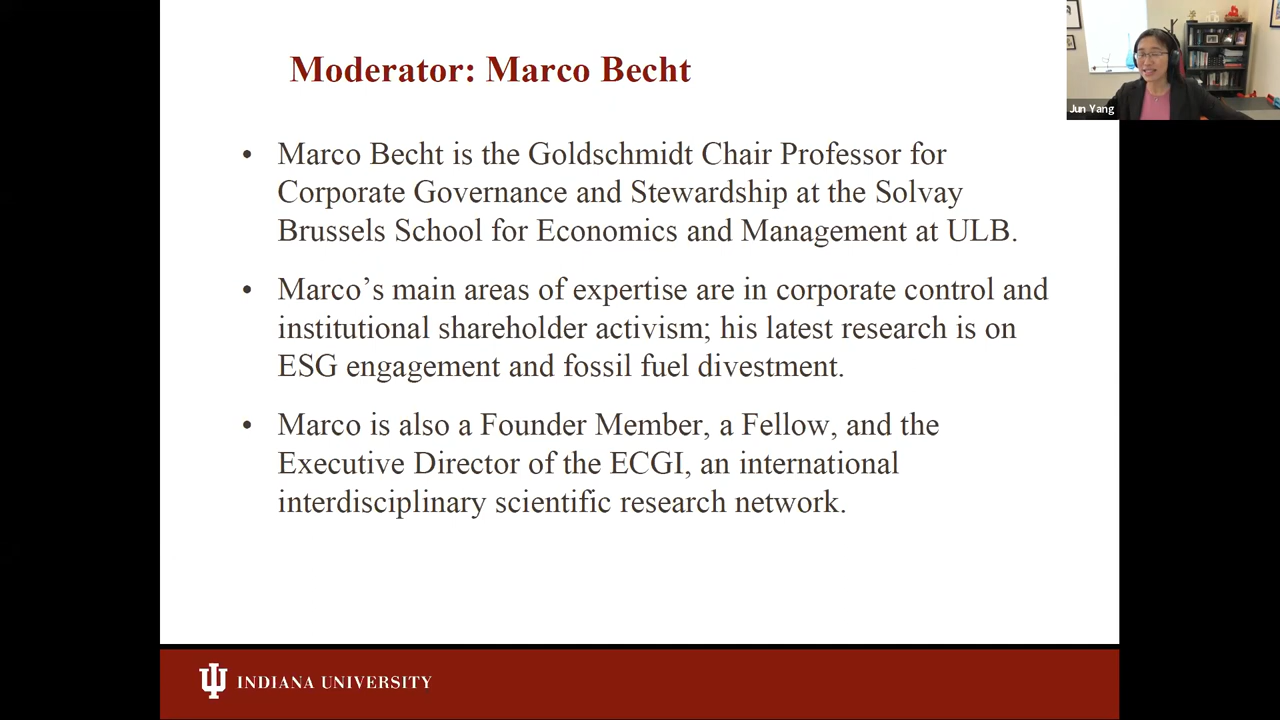 Moderator: Marco Becht
• Marco Becht is the Goldschmidt Chair Professor for
Corporate Governance and Stewardship at the Solvay
Brussels School for Economics and Management at ULB.
• Marco’s main areas of expertise are in corporate control and
institutional shareholder activism; his latest research is on
ESG engagement and fossil fuel divestment.
• Marco is also a Founder Member, a Fellow, and the
Executive Director of the ECGI, an international
interdisciplinary scientific research network.
INDIANA UNIVERSITY
Jun Yang